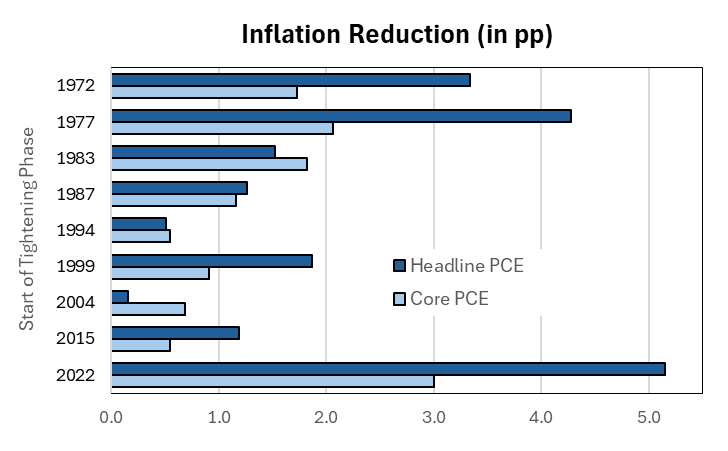 Inflation Reduction (in pp)
Start of Tightening Phase
1972
1977
1983
1987
1994
1999
2004
2015
2022
Headline PCE
Core PCE
0.0 1.0 2.0 3.0 4.0 5.0